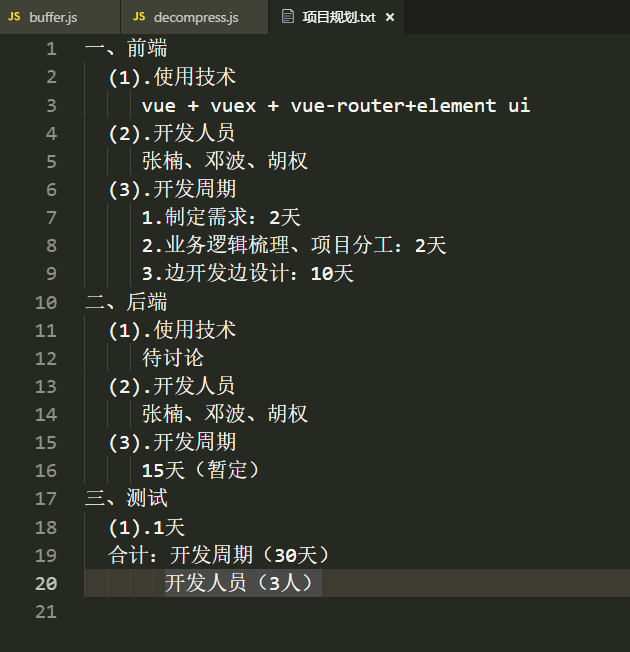 JS buffer.js JS decompress.js 项目规划.txt ×
1 一、前端
2 (1).使用技术
3 vue + vuex + vue-router+element ui
4 (2).开发人员
5 张楠、邓波、胡权
6 (3).开发周期
7 1.制定需求：2天
8 2.业务逻辑梳理、项目分工：2天
9 3.边开发边设计：10天
10 二、后端
11 (1).使用技术
12 待讨论
13 (2).开发人员
14 张楠、邓波、胡权
15 (3).开发周期
16 15天（暂定）
17 三、测试
18 (1).1天
19 合计：开发周期（30天）
20 开发人员（3人）
21